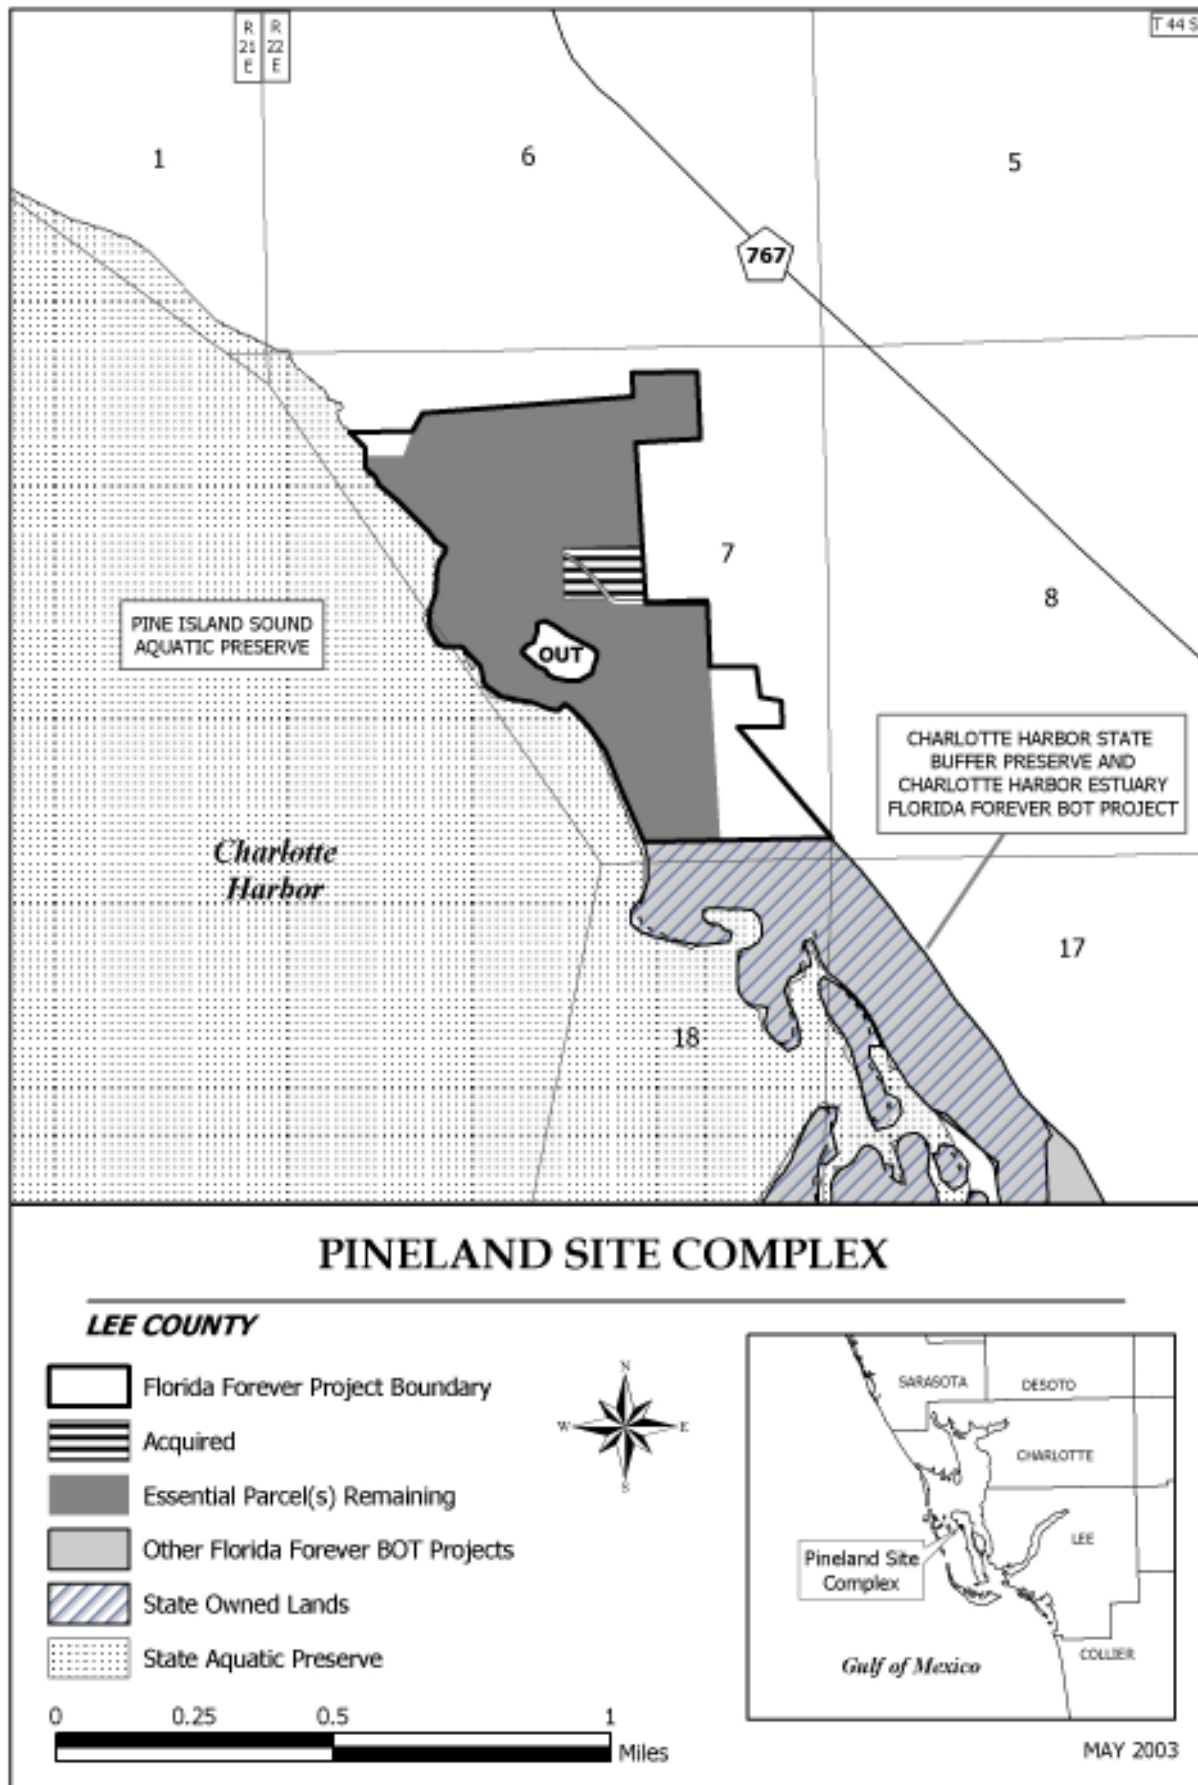 R
21
E
R
22
E
T 44 S
1
6
5
767
7
8
PINE ISLAND SOUND
AQUATIC PRESERVE
OUT
CHARLOTTE HARBOR STATE
BUFFER PRESERVE AND
CHARLOTTE HARBOR ESTUARY
FLORIDA FOREVER BOT PROJECT
Charlotte
Harbor
17
18
PINELAND SITE COMPLEX
LEE COUNTY
Florida Forever Project Boundary
Acquired
Essential Parcel(s) Remaining
Other Florida Forever BOT Projects
State Owned Lands
State Aquatic Preserve
0 0.25 0.5 1
Miles
N
W E
S
SARASOTA
DESOTO
CHARLOTTE
LEE
Pineland Site
Complex
COLLIER
Gulf of Mexico
MAY 2003